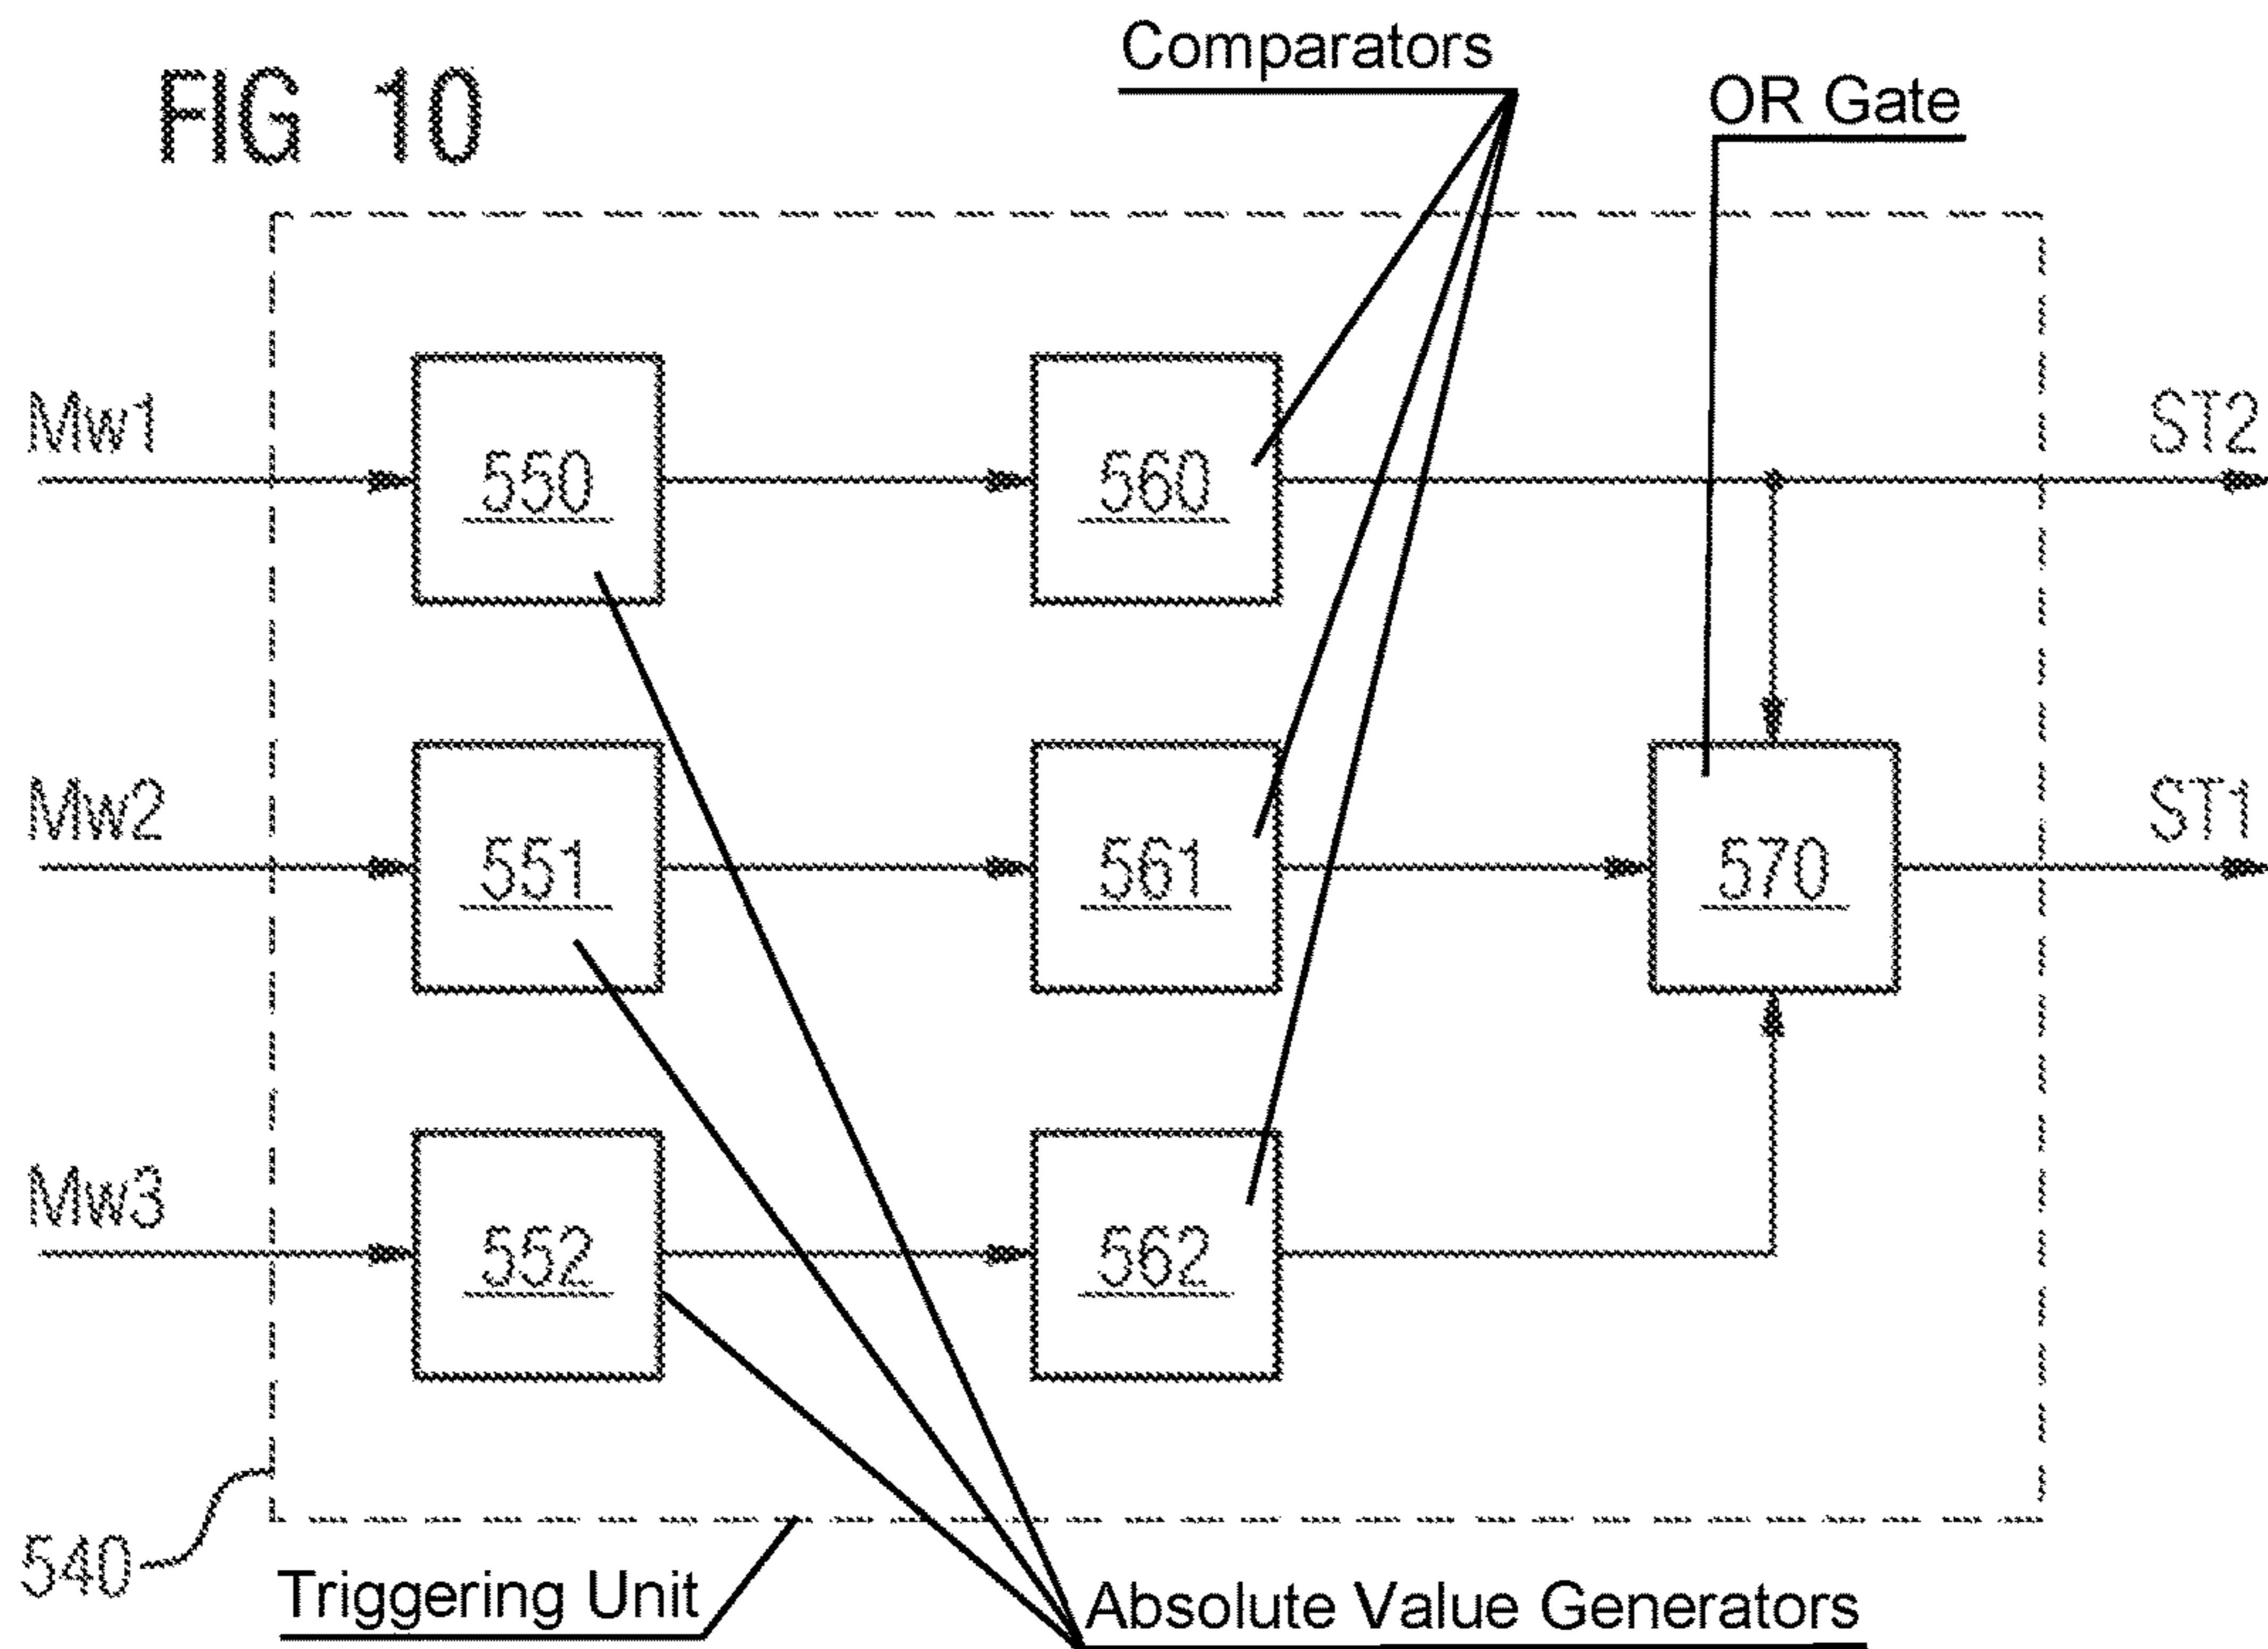 Comparators
FIG 10
OR Gate
Mw1
550
560
ST2
Mw2
551
561
570
ST1
Mw3
552
562
540
Triggering Unit
Absolute Value Generators